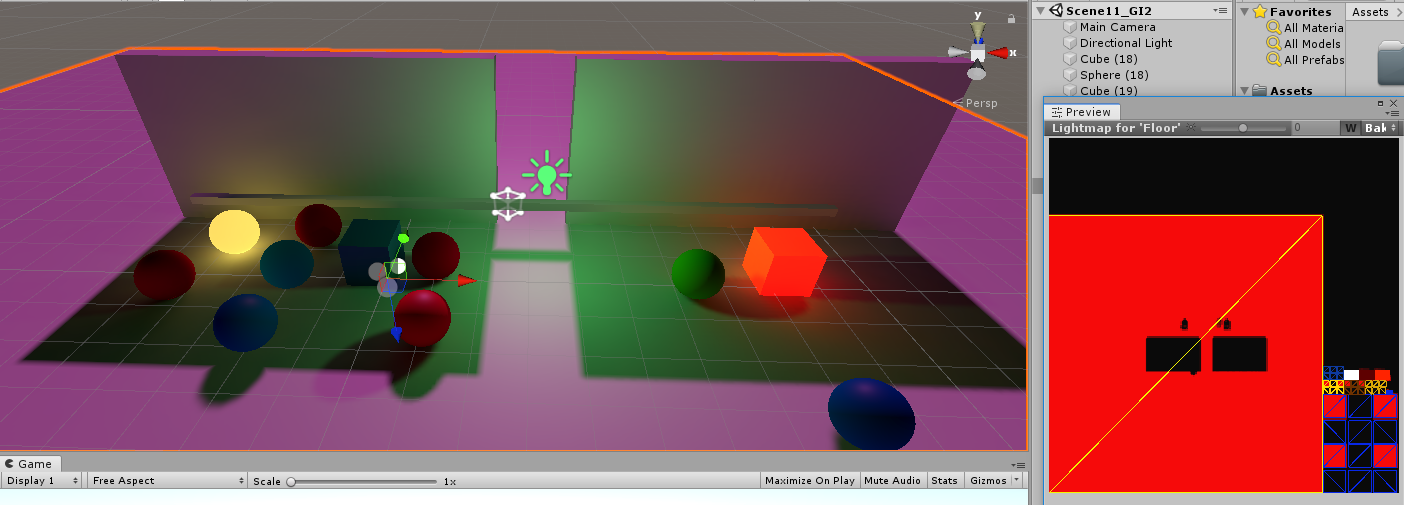 y
x
Persp
Scene11_GI2
Main Camera
Directional Light
Cube (18)
Sphere (18)
Cube (19)
Favorites
All Materia
All Models
All Prefabs
Assets
Assets
Preview
Lightmap for 'Floor' 0 W Bak
Game
Display 1 Free Aspect Scale 1x Maximize On Play Mute Audio Stats Gizmos